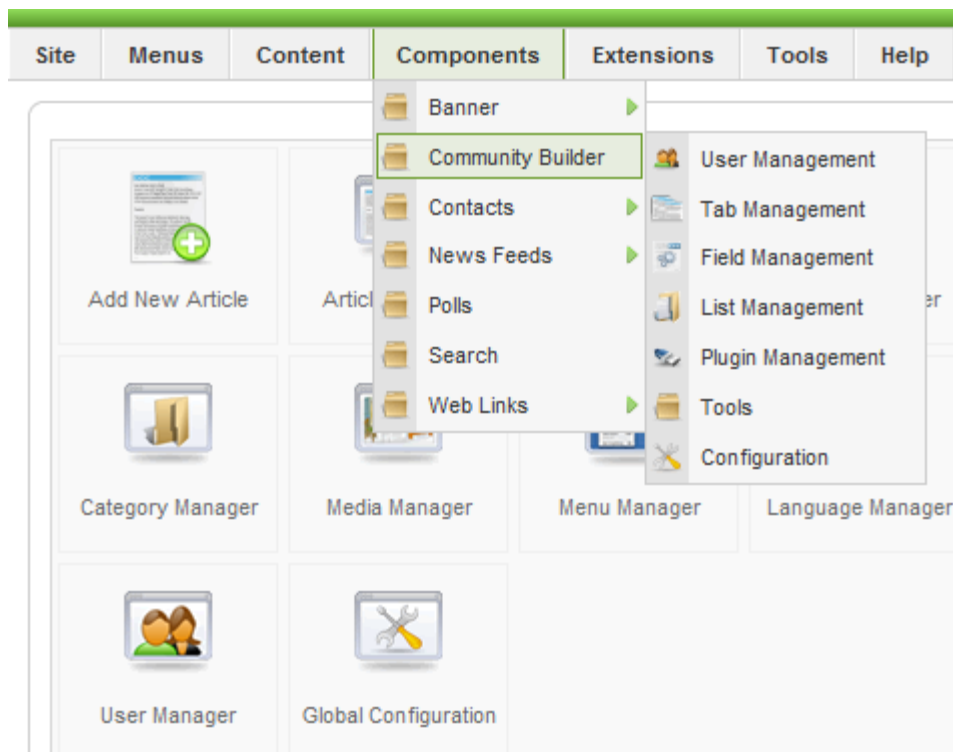 Site Menus Content Components Extensions Tools Help
Banner
Community Builder
Contacts
News Feeds
Polls
Search
Web Links
User Management
Tab Management
Field Management
List Management
Plugin Management
Tools
Configuration
Add New Article
Category Manager Media Manager Menu Manager Language Manager
User Manager Global Configuration